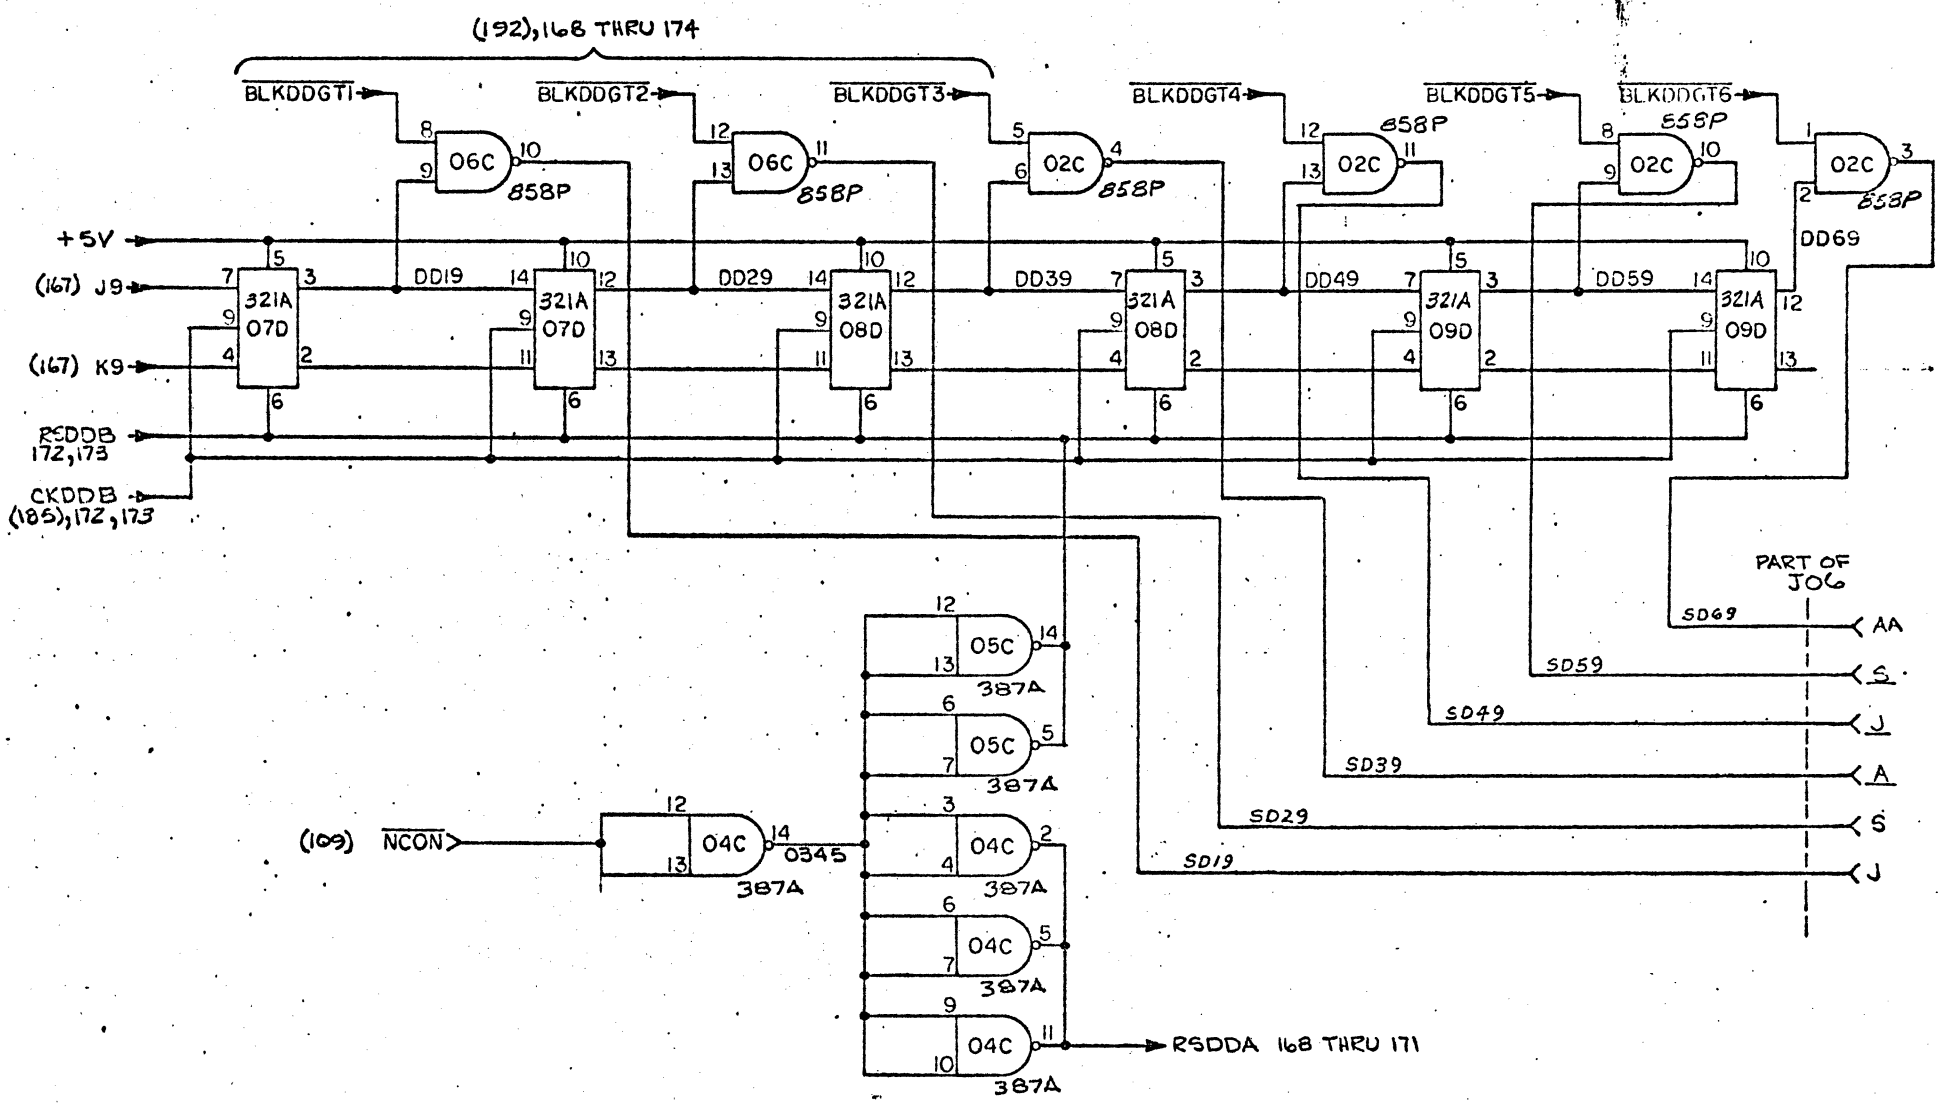 (192),168 THRU 174
BLKDDGT1 BLKDDGT2 BLKDDGT3 BLKDDGT4 BLKDDGT5 BLKDDGT6
8 12 5 12 858P 8 858P 1
06C 10 06C 11 02C 4 02C 11 02C 10 02C 3
9 858P 13 858P 6 858P 13 9 2 858P
+5V
5 10 10 5 5 10 DD69
(167) J9 7 3 DD19 14 12 DD29 14 12 DD39 7 3 DD49 7 3 DD59 14 12
321A 321A 321A 321A 321A 321A
9 07D 9 07D 9 08D 9 08D 9 09D 9 09D
(167) K9 4 2 11 13 11 13 4 2 4 2 11 13
6 6 6 6 6 6
RSDDB
172,173
CKDDB
(185),172,173
PART OF
J06
12
05C 14
13
387A
SD69 AA
6
05C 5
7
387A
SD59 S
SD49 J
SD39 A
SD29 S
SD19 J
(109) NCON
12
04C 14
13 0345
387A
3
04C 2
4
387A
6
04C 5
7
387A
9
04C 11
10
387A
RSDDA 168 THRU 171